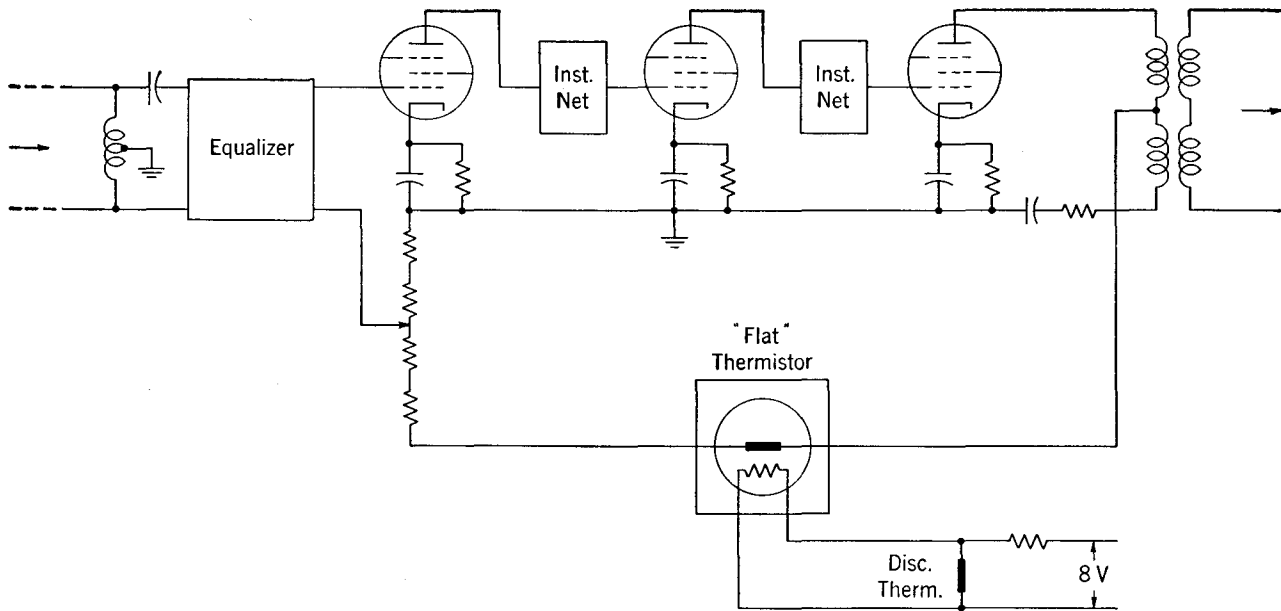 Equalizer
Inst.
Net
Inst.
Net
"Flat"
Thermistor
Disc.
Therm.
8 V